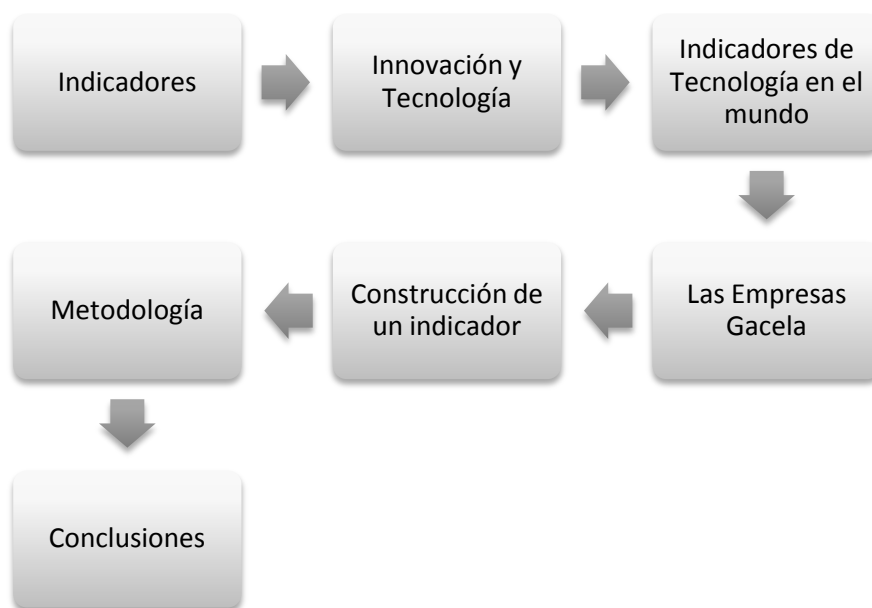 Indicadores
Innovación y
Tecnología
Indicadores de
Tecnología en el
mundo
Las Empresas
Gacela
Construcción de
un indicador
Metodología
Conclusiones